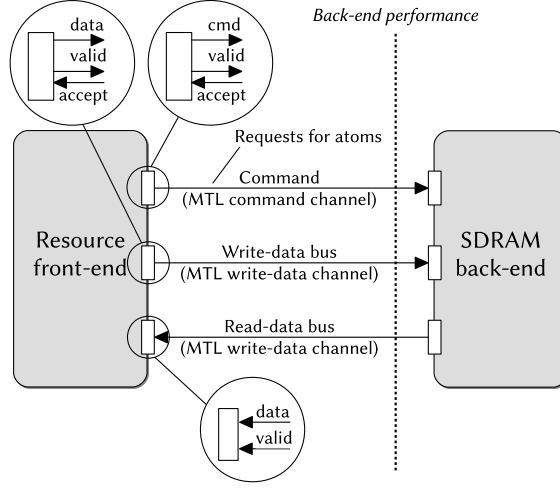 Back-end performance
data
valid
accept
cmd
valid
accept
Requests for atoms
Command
(MTL command channel)
Resource
front-end
Write-data bus
(MTL write-data channel)
SDRAM
back-end
Read-data bus
(MTL write-data channel)
data
valid